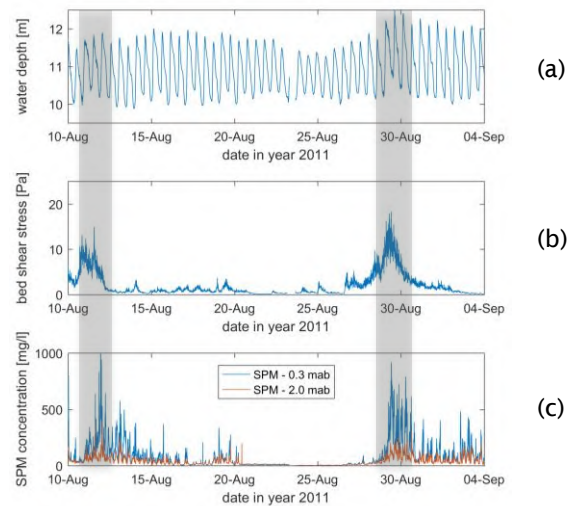 water depth [m]
12
11
10
10-Aug 15-Aug 20-Aug 25-Aug 30-Aug 04-Sep
date in year 2011
(a)
bed shear stress [Pa]
20
10
0
10-Aug 15-Aug 20-Aug 25-Aug 30-Aug 04-Sep
date in year 2011
(b)
SPM concentration [mg/l]
1000
500
0
SPM - 0.3 mab
SPM - 2.0 mab
10-Aug 15-Aug 20-Aug 25-Aug 30-Aug 04-Sep
date in year 2011
(c)